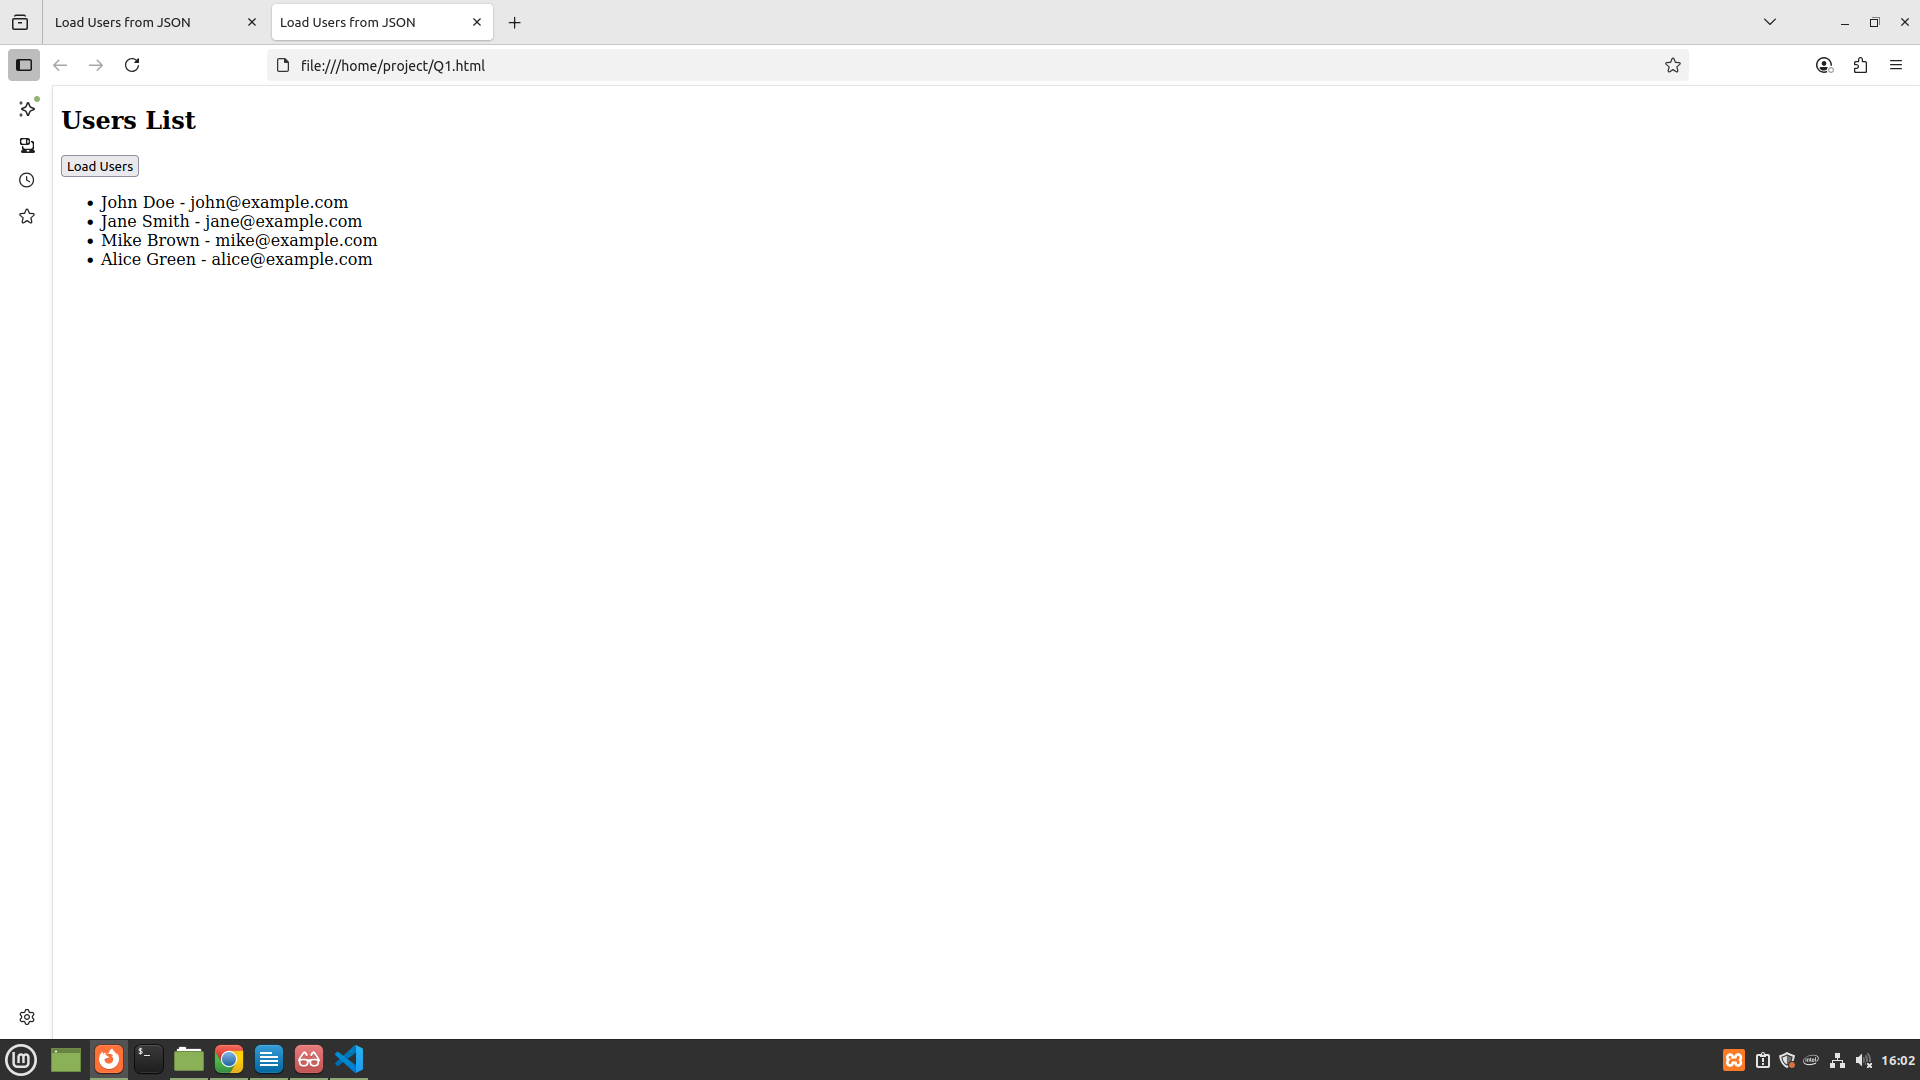 Load Users from JSON
Load Users from JSON
file:///home/project/Q1.html
Users List
Load Users
John Doe - john@example.com
Jane Smith - jane@example.com
Mike Brown - mike@example.com
Alice Green - alice@example.com
16:02